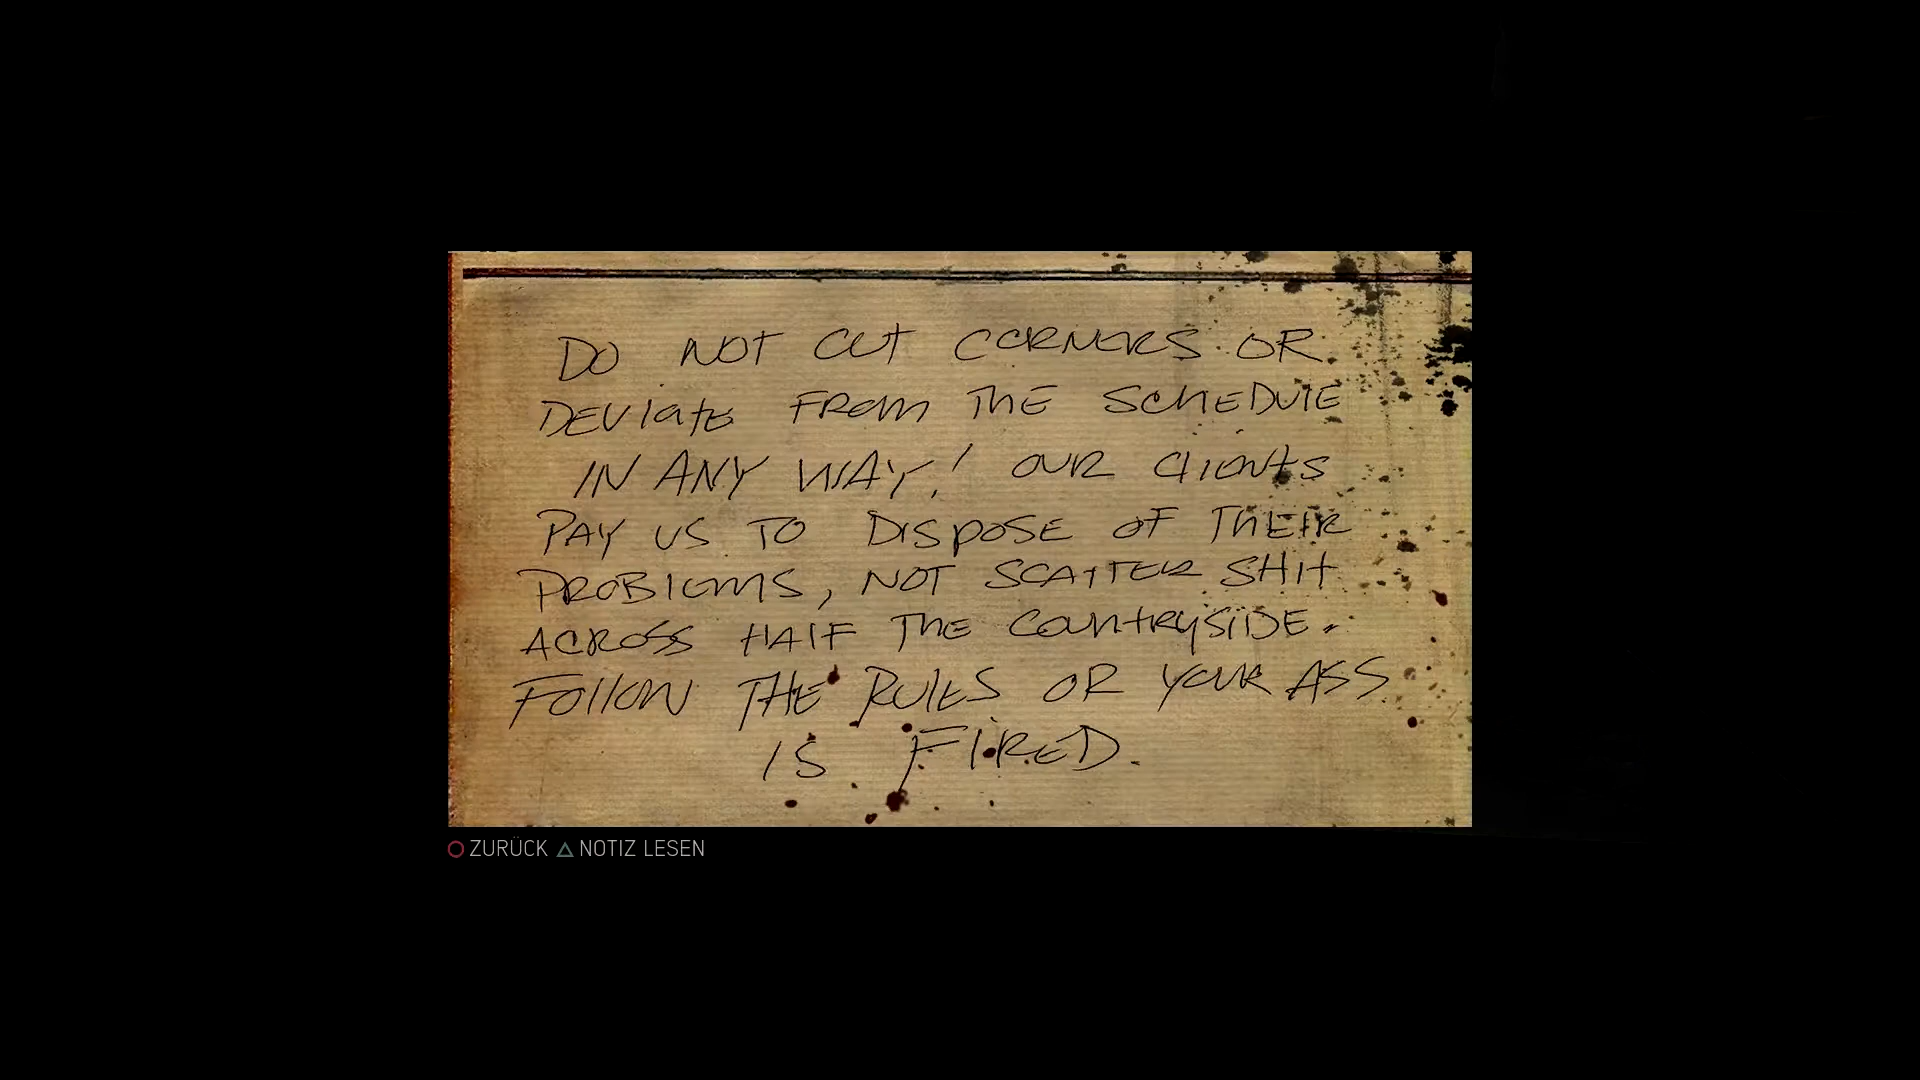 DO NOT CUT CORNERS OR
DEVIATE FROM THE SCHEDULE
IN ANY WAY! OUR CLIENTS
PAY US TO DISPOSE OF THEIR
PROBLEMS, NOT SCATTER SHIT
ACROSS HALF THE COUNTRYSIDE.
FOLLOW THE RULES OR YOUR ASS
IS FIRED.
ZURÜCK NOTIZ LESEN